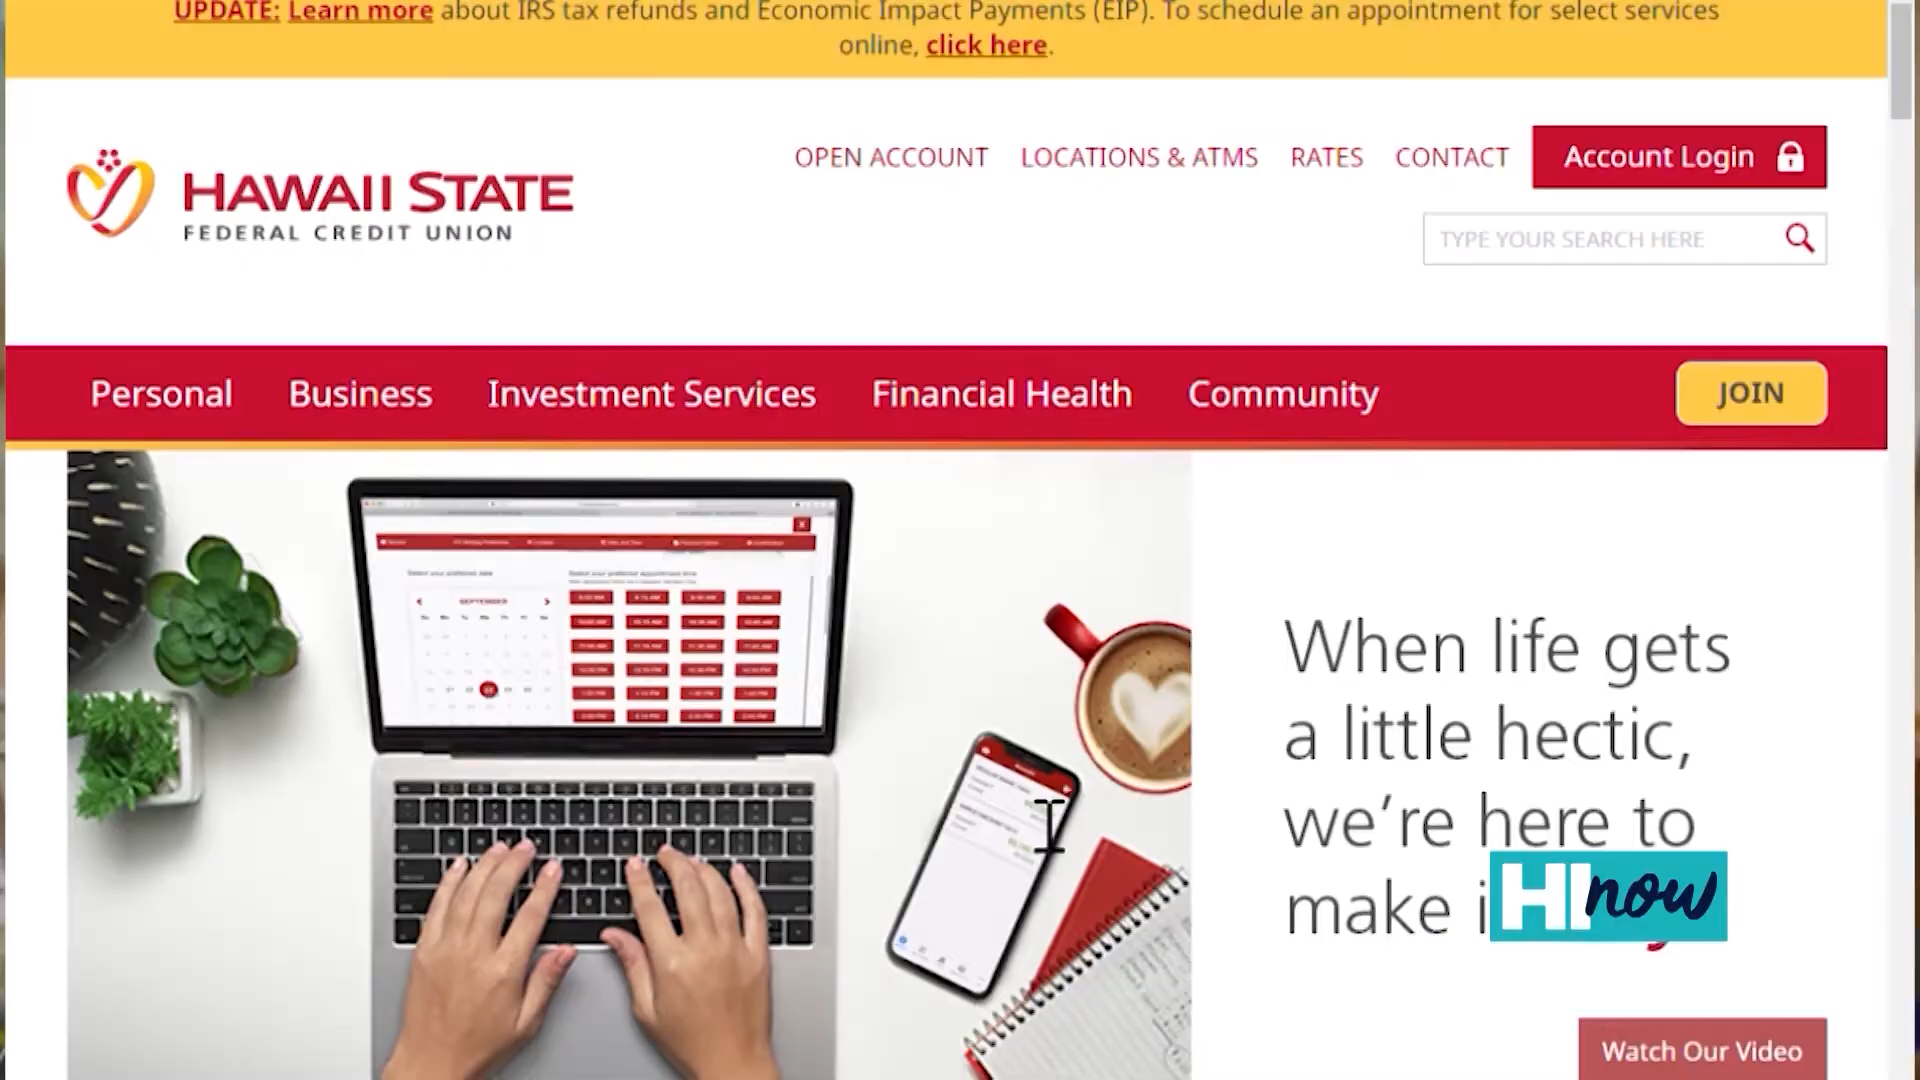 UPDATE: Learn more about IRS tax refunds and Economic Impact Payments (EIP). To schedule an appointment for select services
online, click here.
OPEN ACCOUNT LOCATIONS & ATMS RATES CONTACT Account Login
HAWAII STATE
FEDERAL CREDIT UNION
TYPE YOUR SEARCH HERE
Personal Business Investment Services Financial Health Community JOIN
SEPTEMBER
When life gets
a little hectic,
we're here to
make i
HI now
Watch Our Video